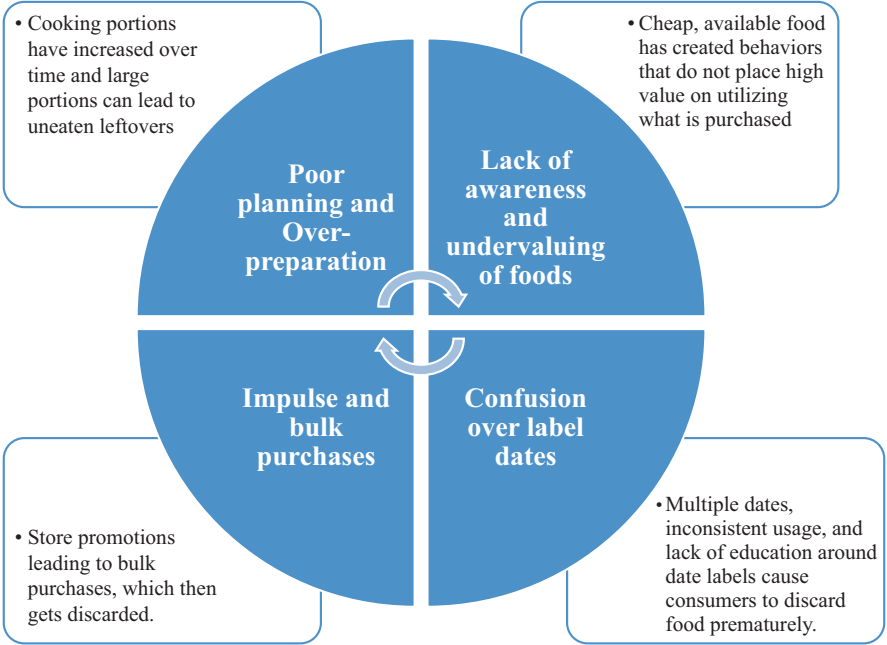 • Cooking portions
have increased over
time and large
portions can lead to
uneaten leftovers
• Cheap, available food
has created behaviors
that do not place high
value on utilizing
what is purchased
Poor
planning and
Over-
preparation
Lack of
awareness
and
undervaluing
of foods
Impulse and
bulk
purchases
Confusion
over label
dates
• Store promotions
leading to bulk
purchases, which then
gets discarded.
• Multiple dates,
inconsistent usage, and
lack of education around
date labels cause
consumers to discard
food prematurely.